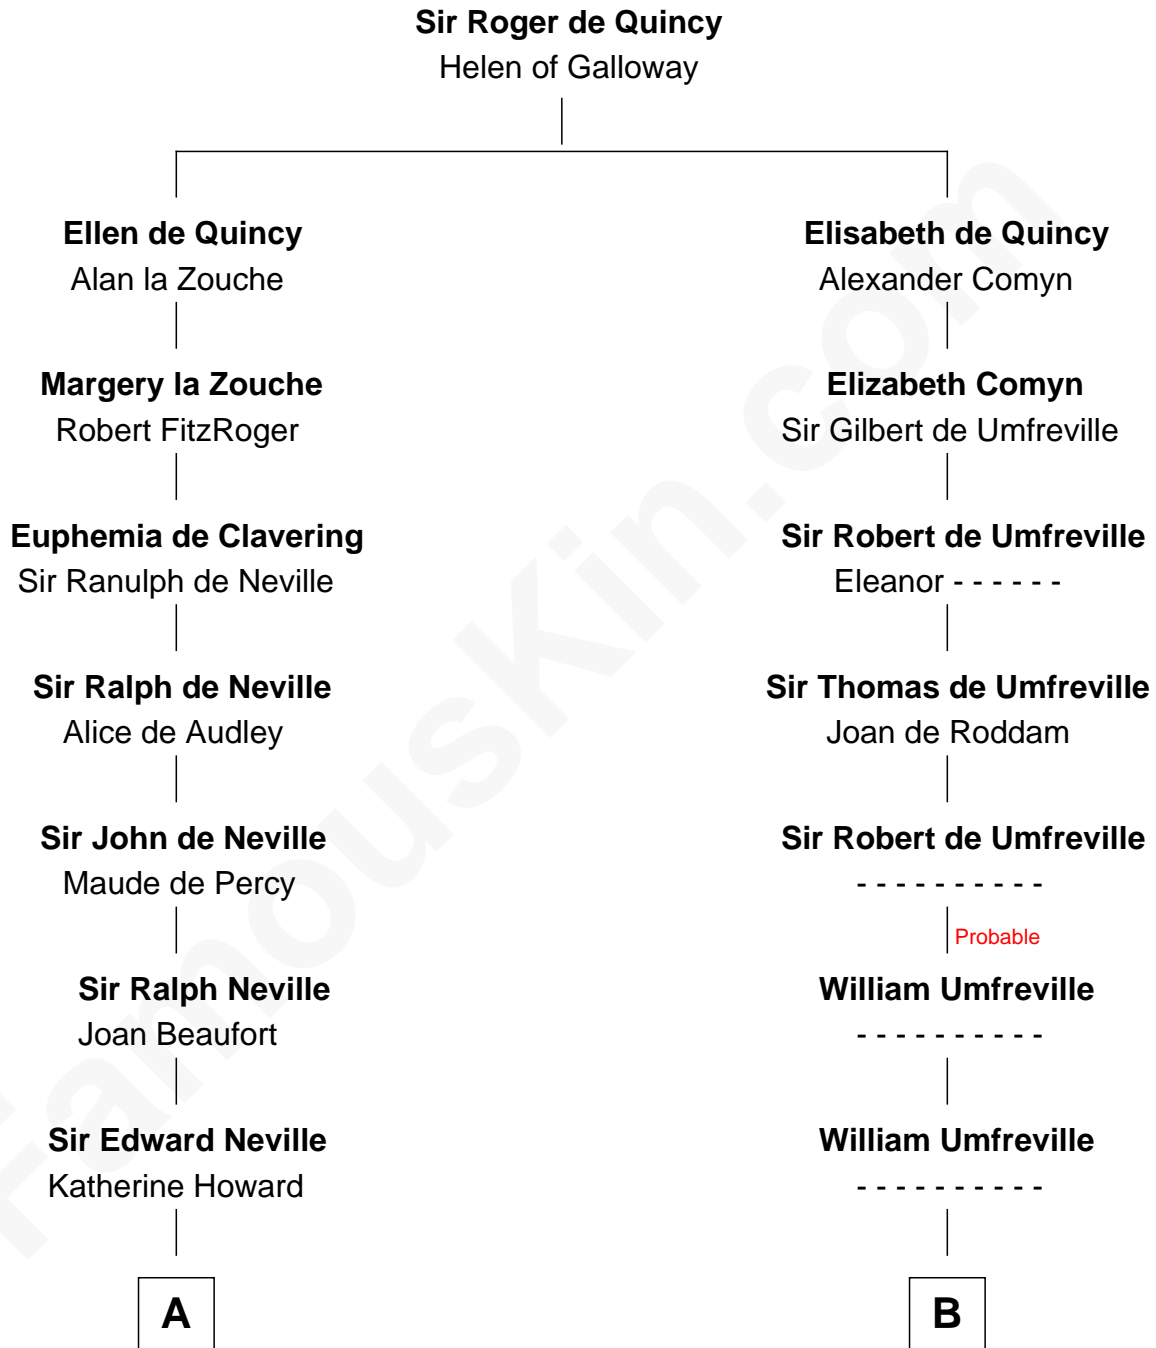 Sir Roger de Quincy
Helen of Galloway
Ellen de Quincy
Alan la Zouche
Elisabeth de Quincy
Alexander Comyn
Margery la Zouche
Robert FitzRoger
Elizabeth Comyn
Sir Gilbert de Umfreville
Euphemia de Clavering
Sir Ranulph de Neville
Sir Robert de Umfreville
Eleanor - - - - - -
Sir Ralph de Neville
Alice de Audley
Sir Thomas de Umfreville
Joan de Roddam
Sir John de Neville
Maude de Percy
Sir Robert de Umfreville
- - - - - - - - - -
Probable
Sir Ralph Neville
Joan Beaufort
William Umfreville
- - - - - - - - - -
Sir Edward Neville
Katherine Howard
William Umfreville
- - - - - - - - - -
A
B
FamousKin.com